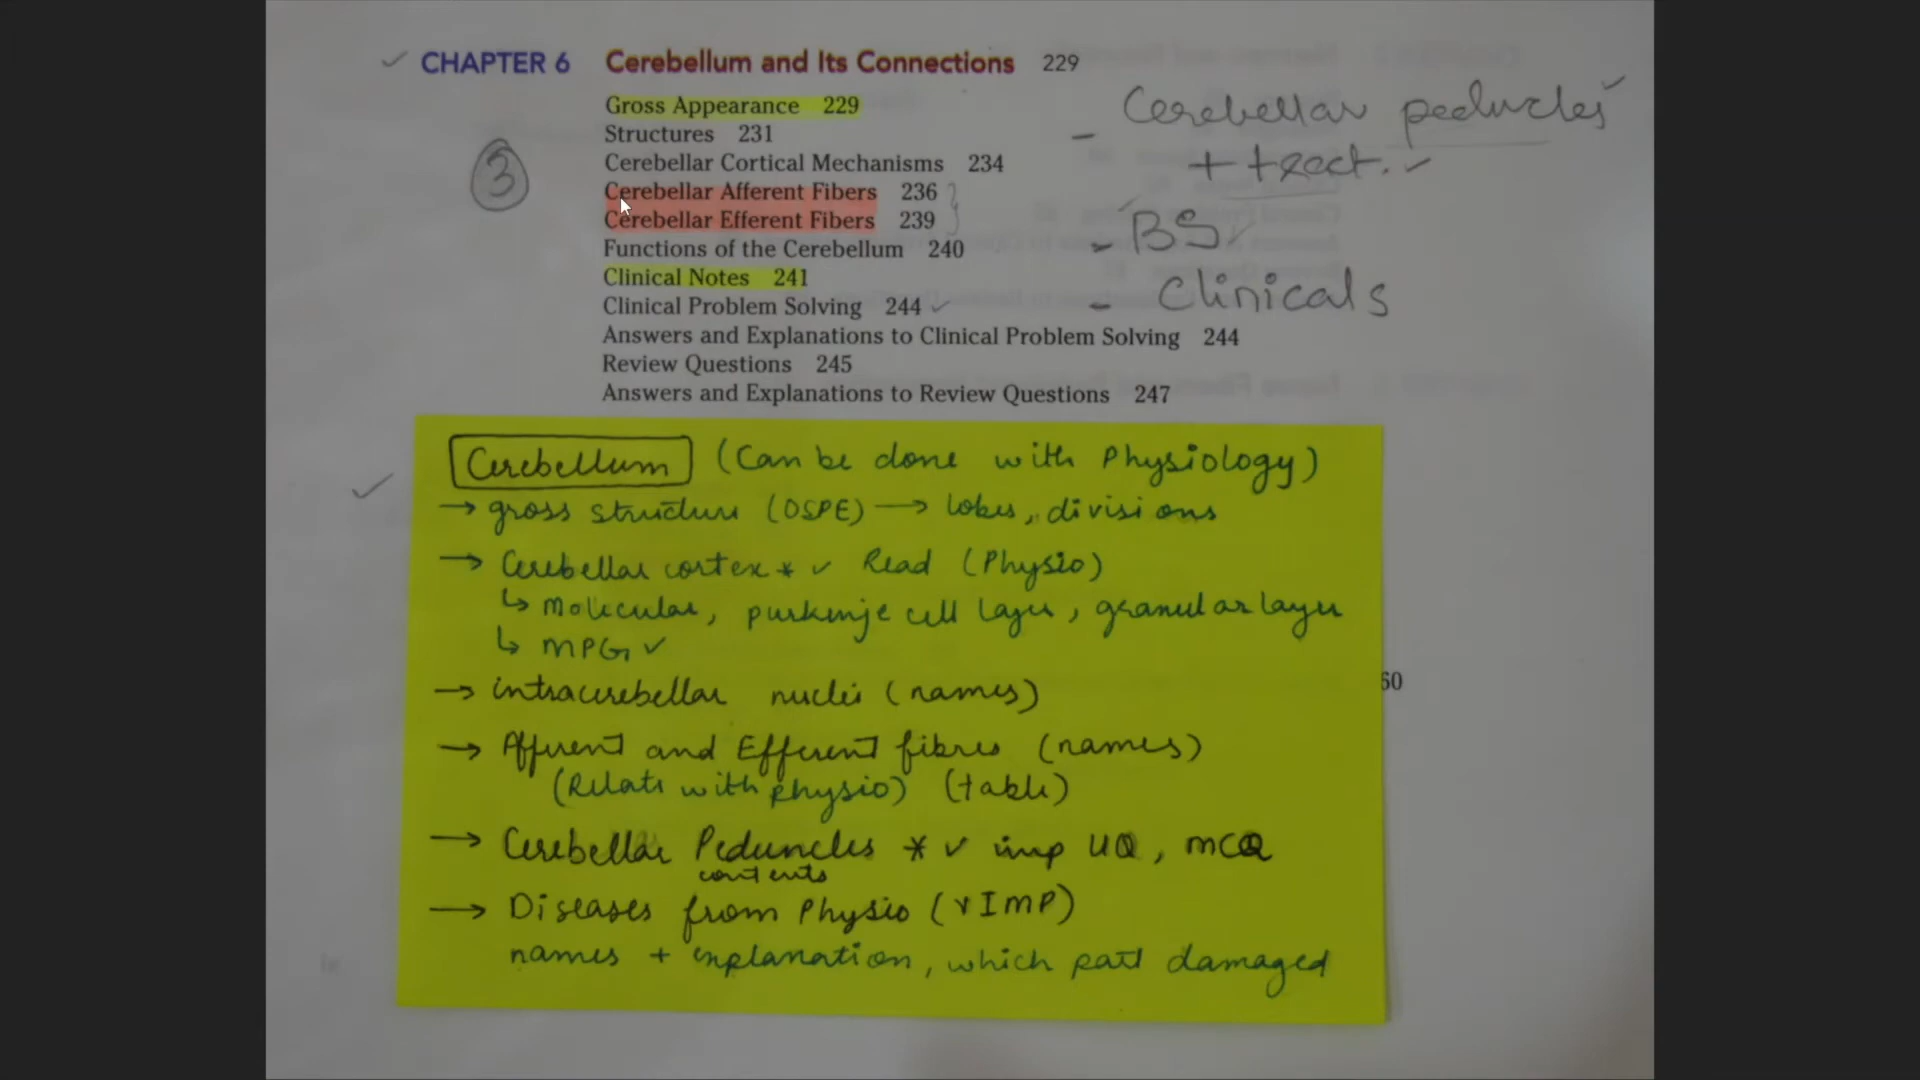 CHAPTER 6 Cerebellum and Its Connections 229
Gross Appearance 229
Structures 231
Cerebellar Cortical Mechanisms 234
Cerebellar Afferent Fibers 236
Cerebellar Efferent Fibers 239
Functions of the Cerebellum 240
Clinical Notes 241
Clinical Problem Solving 244
Answers and Explanations to Clinical Problem Solving 244
Review Questions 245
Answers and Explanations to Review Questions 247
3
- Cerebellar peduncles
+ tract.
- BS
- Clinicals
Cerebellum (Can be done with Physiology)
→ gross structure (OSPE) → lobes, divisions
→ Cerebellar cortex * ✓ Read (Physio)
↳ Molecular, purkinje cell layer, granular layer
↳ MPG ✓
→ intracerebellar nuclei (names)
60
→ Afferent and Efferent fibres (names)
(Relate with physio) (table)
→ Cerebellar Peduncles * ✓ imp UQ, MCQ
contents
→ Diseases from Physio (VIMP)
names + explanation, which part damaged